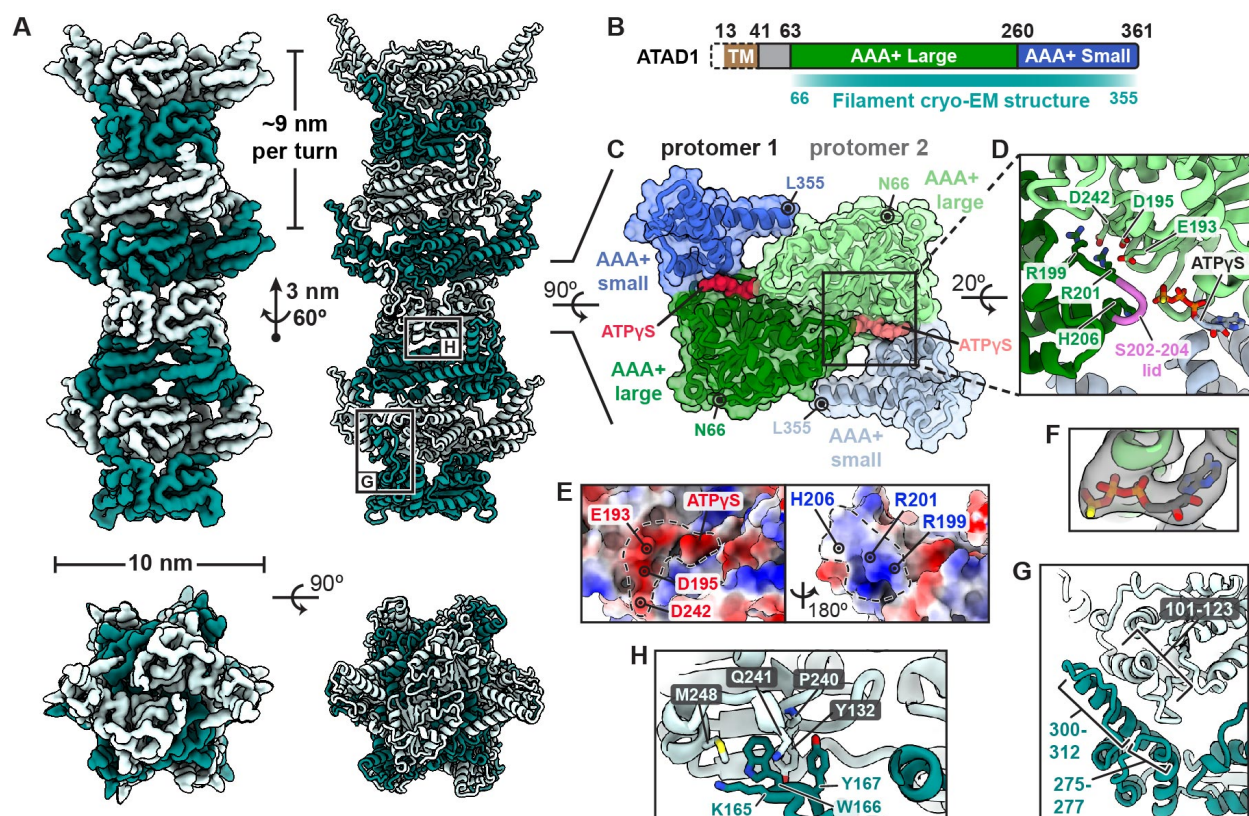 A
~9 nm
per turn
3 nm
60º
H
G
10 nm
90º
B
13 41 63 260 361
ATAD1 TM AAA+ Large AAA+ Small
66 Filament cryo-EM structure 355
C protomer 1 protomer 2
90º
L355
N66
AAA+
large
AAA+
small
ATPγS
ATPγS
AAA+
large
N66
L355
AAA+
small
20º
D
D242
D195
E193
ATPγS
R199
R201
H206
S202-204
lid
E
E193
ATPγS
D195
D242
H206
R201
R199
180º
F
G
101-123
300-
312
275-
277
H
M248
Q241
P240
Y132
K165
W166
Y167